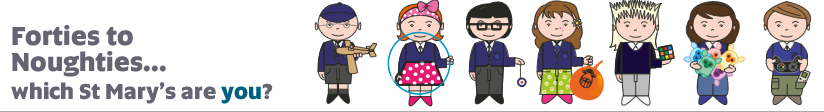 Forties to
Noughties...
which St Mary's are you?